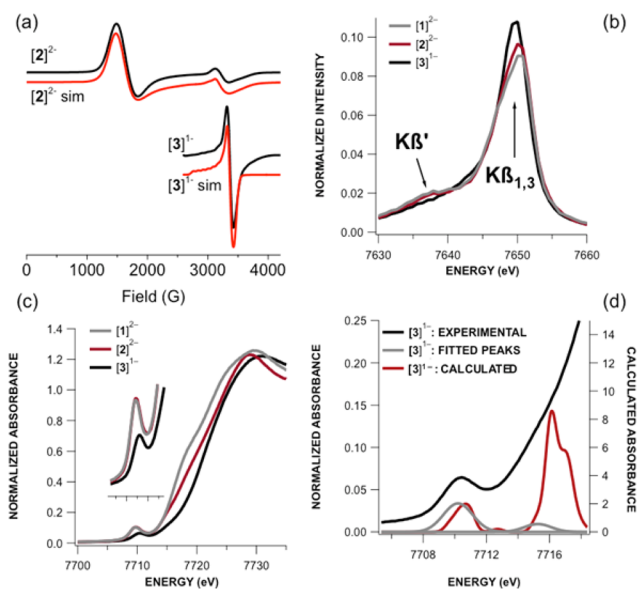 (a)
[2]2-
[2]2- sim
[3]1-
[3]1- sim
0
1000
2000
3000
4000
Field (G)
(b)
[1]2–
[2]2–
[3]1–
Kß'
Kß1,3
NORMALIZED INTENSITY
0.10
0.08
0.06
0.04
0.02
0.00
7630
7640
7650
7660
ENERGY (eV)
(c)
[1]2–
[2]2–
[3]1–
NORMALIZED ABSORBANCE
1.4
1.2
1.0
0.8
0.6
0.4
0.2
0.0
7700
7710
7720
7730
ENERGY (eV)
(d)
[3]1–: EXPERIMENTAL
[3]1–: FITTED PEAKS
[3]1–: CALCULATED
NORMALIZED ABSORBANCE
0.25
0.20
0.15
0.10
0.05
0.00
CALCULATED ABSORBANCE
14
12
10
8
6
4
2
0
7708
7712
7716
ENERGY (eV)